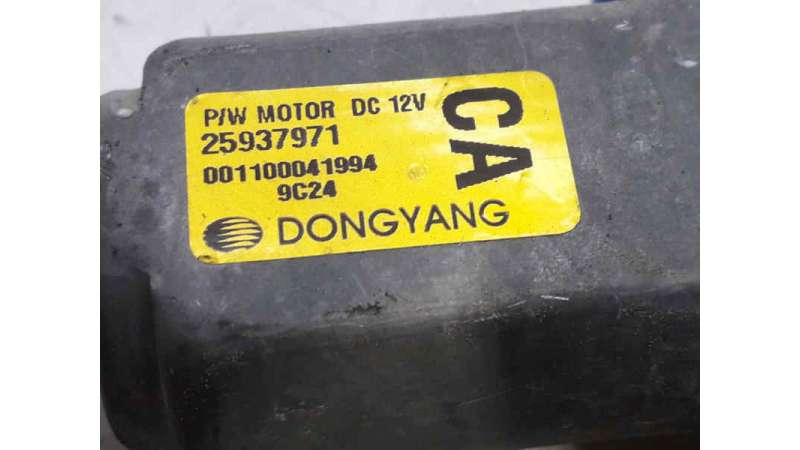 P/W MOTOR DC 12V
25937971
001100041994
9C24
DONGYANG
CA